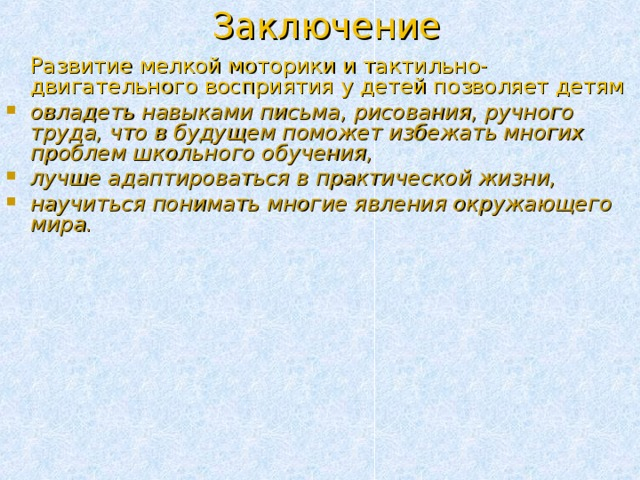 Заключение
Развитие мелкой моторики и тактильно-
двигательного восприятия у детей позволяет детям
овладеть навыками письма, рисования, ручного
труда, что в будущем поможет избежать многих
проблем школьного обучения,
лучше адаптироваться в практической жизни,
научиться понимать многие явления окружающего
мира.